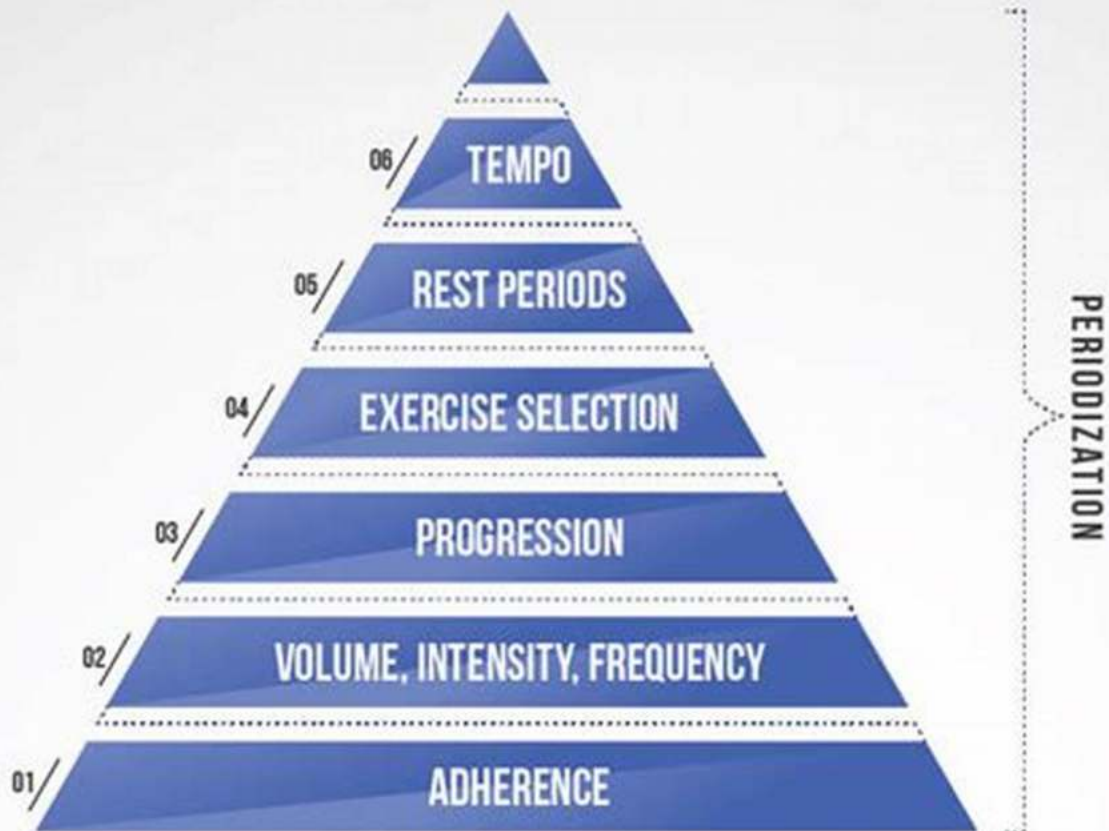 06/ TEMPO
05/ REST PERIODS
04/ EXERCISE SELECTION
03/ PROGRESSION
02/ VOLUME, INTENSITY, FREQUENCY
01/ ADHERENCE
PERIODIZATION